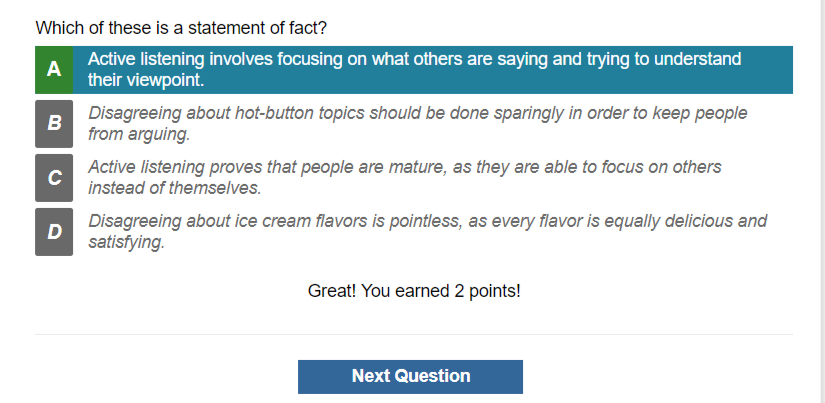 Which of these is a statement of fact?
A
Active listening involves focusing on what others are saying and trying to understand
their viewpoint.
B
Disagreeing about hot-button topics should be done sparingly in order to keep people
from arguing.
C
Active listening proves that people are mature, as they are able to focus on others
instead of themselves.
D
Disagreeing about ice cream flavors is pointless, as every flavor is equally delicious and
satisfying.
Great! You earned 2 points!
Next Question